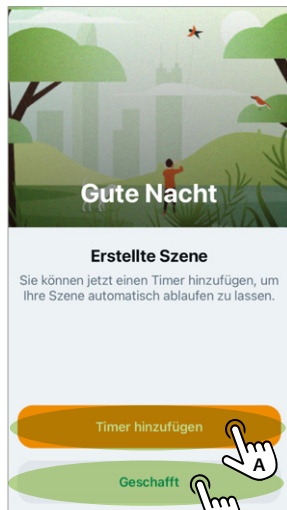 Gute Nacht
Erstellte Szene
Sie können jetzt einen Timer hinzufügen, um
Ihre Szene automatisch ablaufen zu lassen.
Timer hinzufügen
A
Geschafft